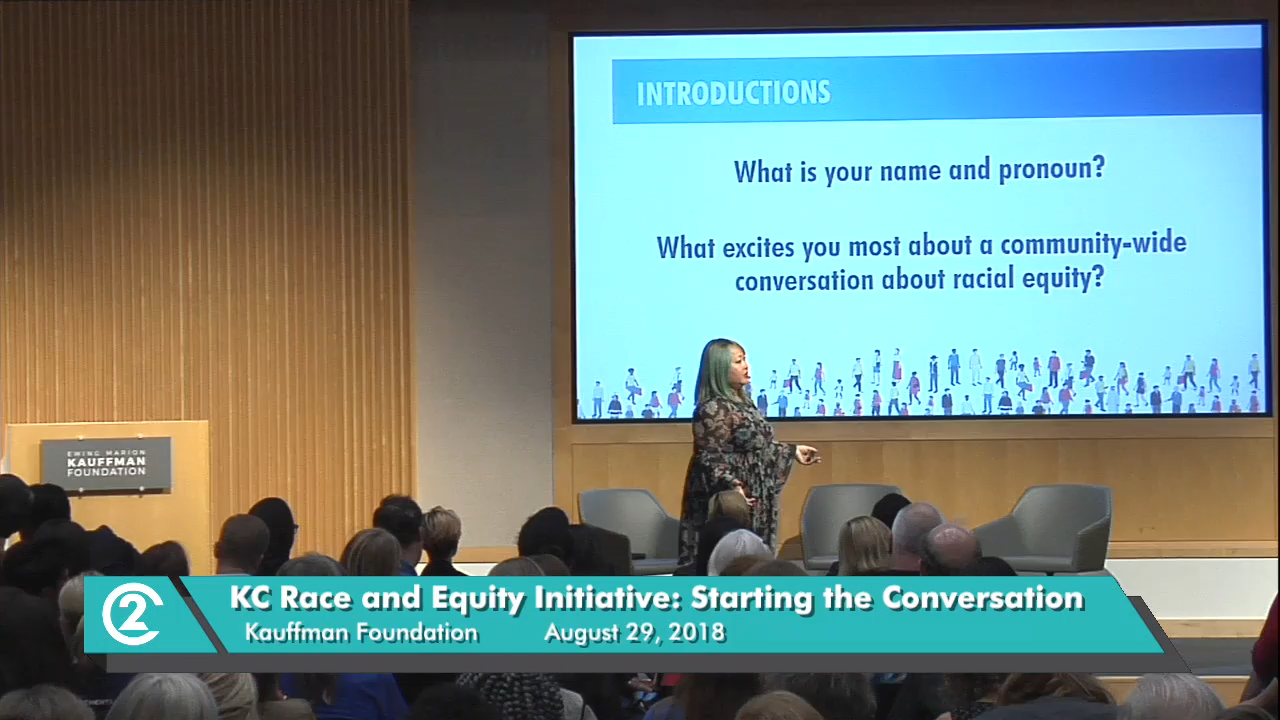 INTRODUCTIONS
What is your name and pronoun?
What excites you most about a community-wide
conversation about racial equity?
EWING MARION
KAUFFMAN
FOUNDATION
2
KC Race and Equity Initiative: Starting the Conversation
Kauffman Foundation August 29, 2018